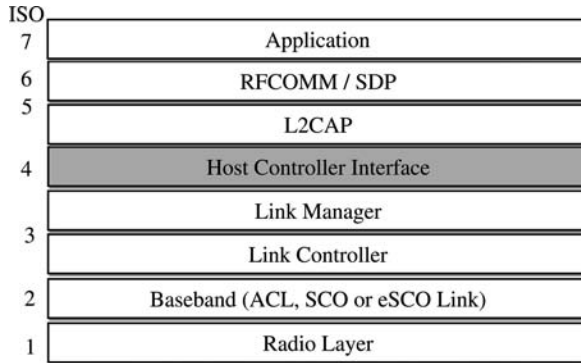 ISO
7 Application
6 RFCOMM / SDP
5
L2CAP
4 Host Controller Interface
Link Manager
3
Link Controller
2 Baseband (ACL, SCO or eSCO Link)
1 Radio Layer